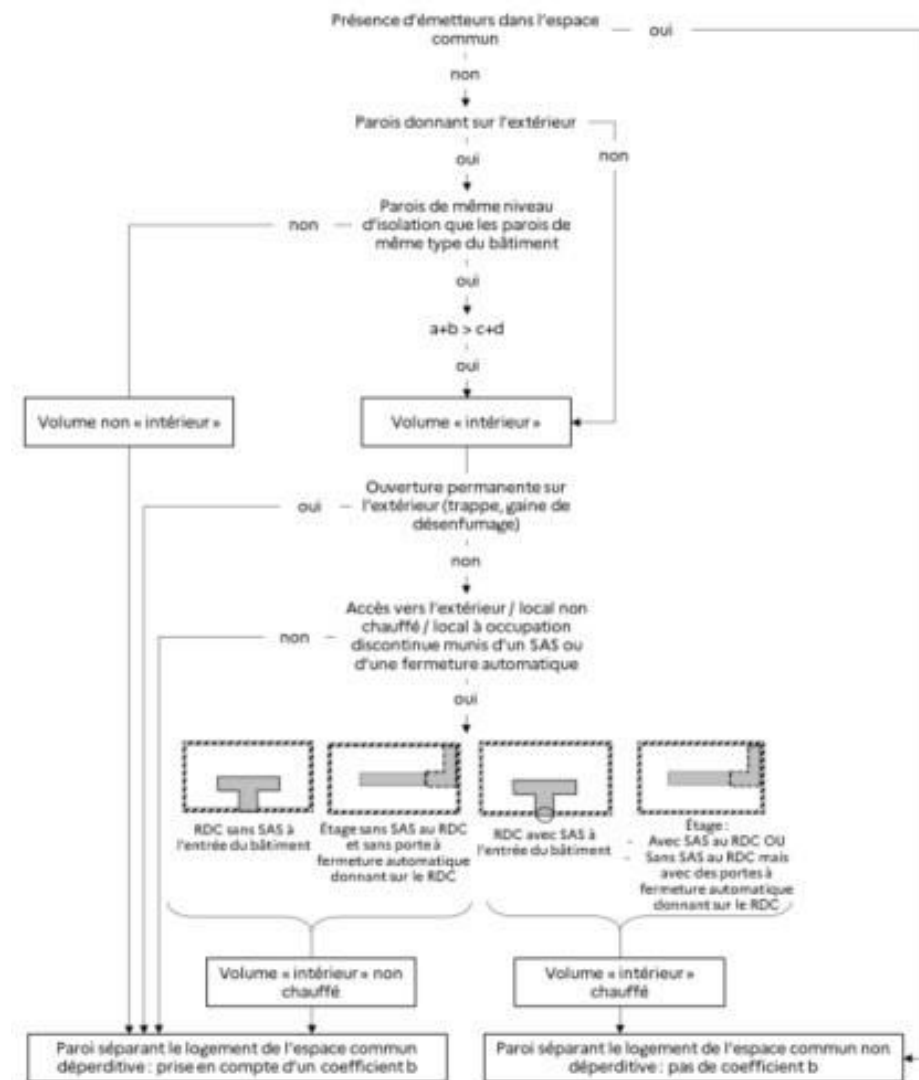 Présence d'émetteurs dans l'espace
commun
oui
non
Parois donnant sur l'extérieur
non
oui
Parois de même niveau
d'isolation que les parois de
même type du bâtiment
non
oui
a+b > c+d
oui
Volume non « intérieur »
Volume « intérieur »
Ouverture permanente sur
l'extérieur (trappe, gaine de
désenfumage)
oui
non
Accès vers l'extérieur / local non
chauffé / local à occupation
discontinue munis d'un SAS ou
d'une fermeture automatique
non
oui
RDC sans SAS à
l'entrée du bâtiment
Étage sans SAS au RDC
et sans porte à
fermeture automatique
donnant sur le RDC
RDC avec SAS à
l'entrée du bâtiment
Étage :
- Avec SAS au RDC OU
- Sans SAS au RDC mais
avec des portes à
fermeture automatique
donnant sur le RDC
Volume « intérieur » non
chauffé
Volume « intérieur »
chauffé
Paroi séparant le logement de l'espace commun
déperditive : prise en compte d'un coefficient b
Paroi séparant le logement de l'espace commun non
déperditive : pas de coefficient b